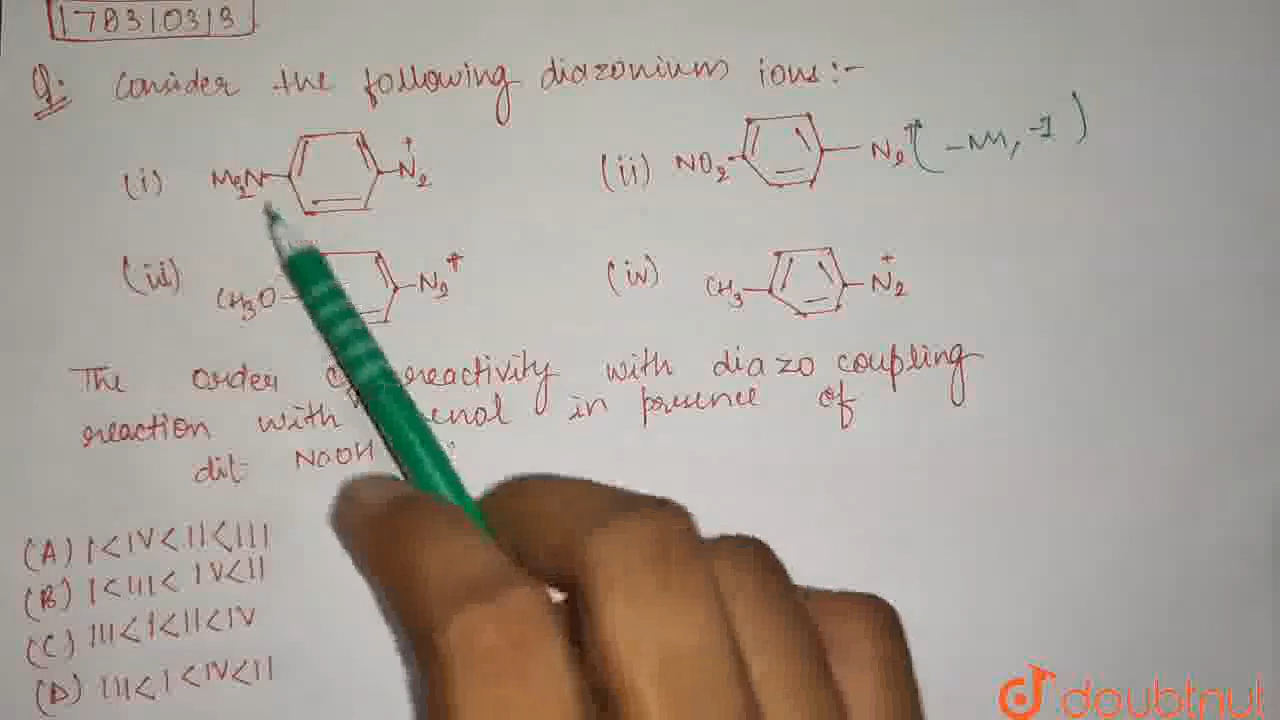 17831033
Q: Consider the following diazonium ions:-
(i) Me2N N2+ (ii) NO2 N2+ (-M, -I)
(iii) CH3O N2+ (iv) CH3 N2+
The order reactivity with diazo coupling
reaction with enol in presence of
dil NaOH
(A) I<IV<II<III
(B) I<III<IV<II
(C) III<I<II<IV
(D) III<I<IV<II
doubtnut